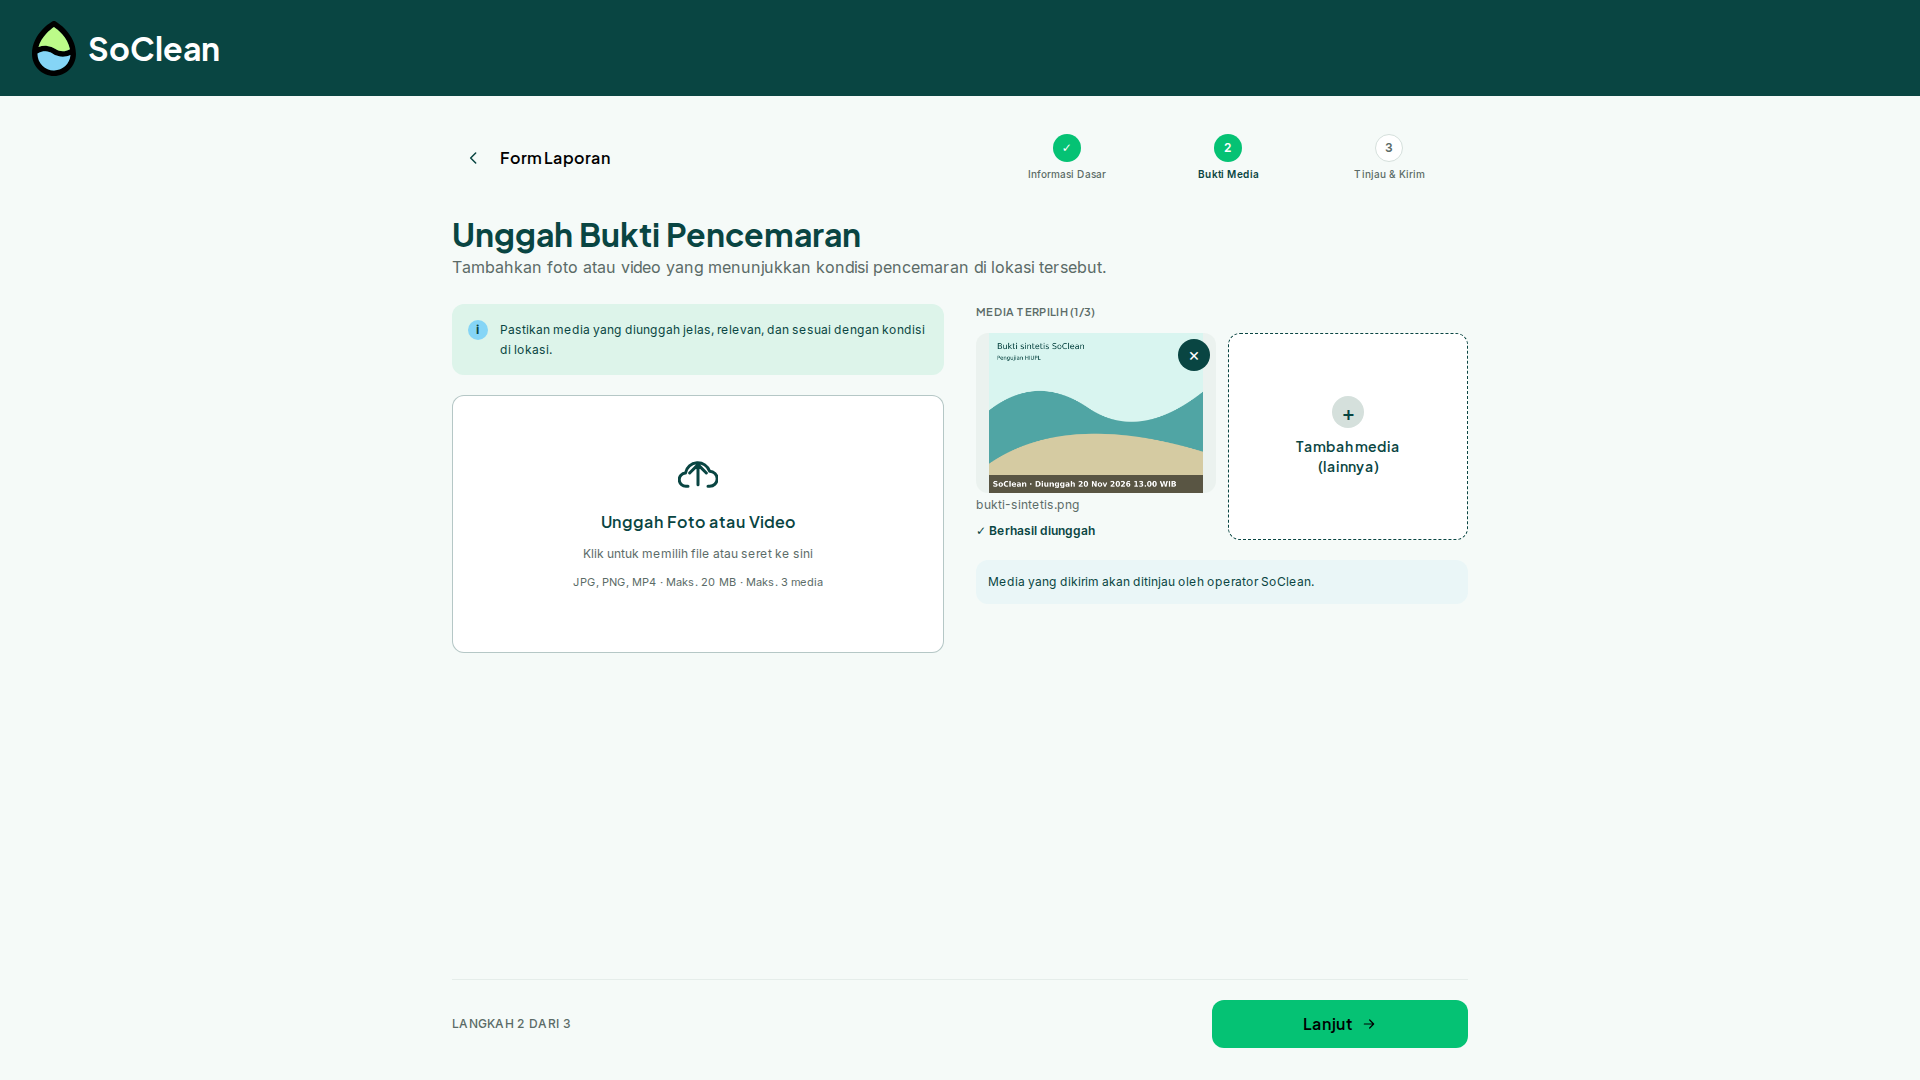 SoClean
Form Laporan
✓
Informasi Dasar
2
Bukti Media
3
Tinjau & Kirim
Unggah Bukti Pencemaran
Tambahkan foto atau video yang menunjukkan kondisi pencemaran di lokasi tersebut.
i
Pastikan media yang diunggah jelas, relevan, dan sesuai dengan kondisi
di lokasi.
Unggah Foto atau Video
Klik untuk memilih file atau seret ke sini
JPG, PNG, MP4 · Maks. 20 MB · Maks. 3 media
MEDIA TERPILIH (1/3)
Bukti sintetis SoClean
Pengujian HIUPL
SoClean · Diunggah 20 Nov 2026 13.00 WIB
bukti-sintetis.png
✓ Berhasil diunggah
+
Tambah media
(lainnya)
Media yang dikirim akan ditinjau oleh operator SoClean.
LANGKAH 2 DARI 3
Lanjut →